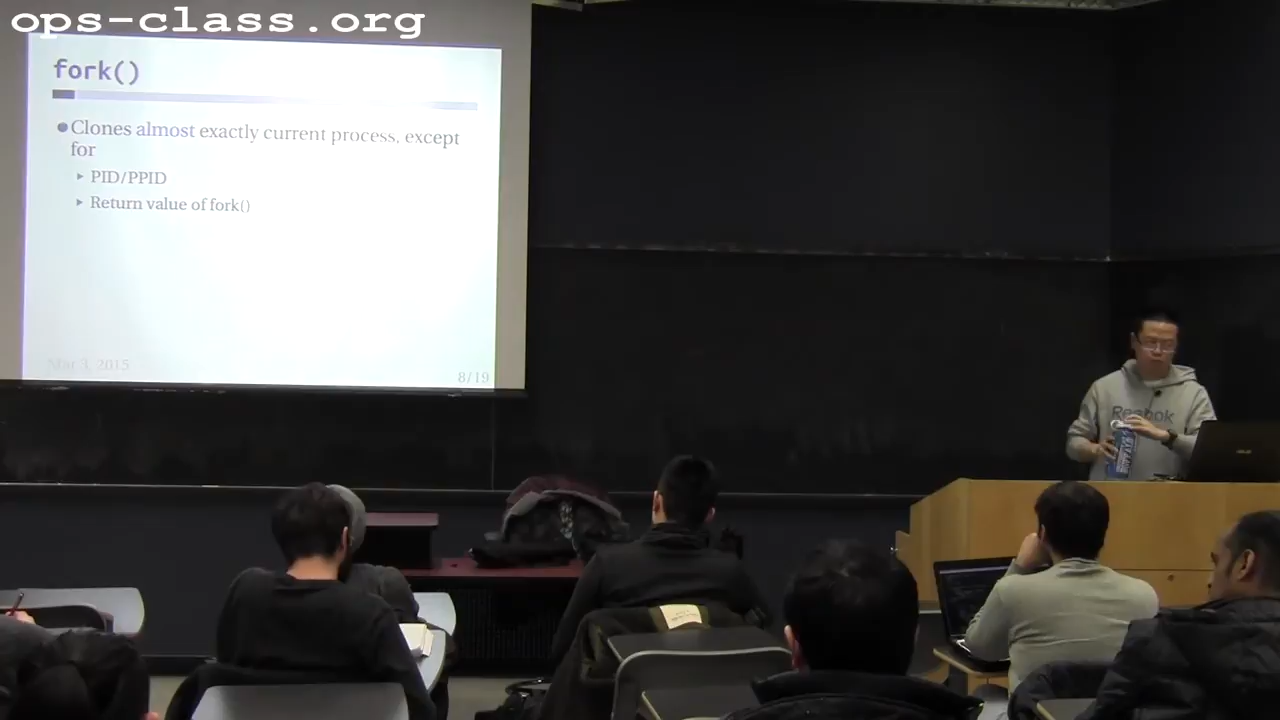 ops-class.org
fork()
Clones almost exactly current process, except
for
PID/PPID
Return value of fork()
Mar 3, 2015
8/19
Reebok